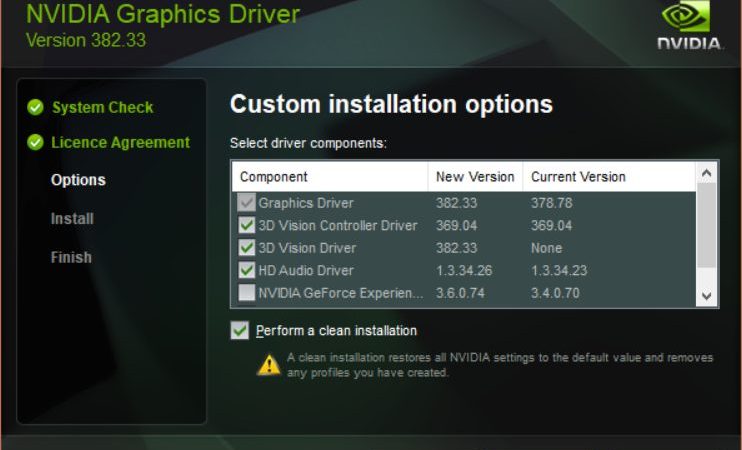 NVIDIA Graphics Driver
Version 382.33
NVIDIA
System Check
Licence Agreement
Options
Install
Finish
Custom installation options
Select driver components:
Component New Version Current Version
Graphics Driver 382.33 378.78
3D Vision Controller Driver 369.04 369.04
3D Vision Driver 382.33 None
HD Audio Driver 1.3.34.26 1.3.34.23
NVIDIA GeForce Experien... 3.6.0.74 3.4.0.70
Perform a clean installation
A clean installation restores all NVIDIA settings to the default value and removes
any profiles you have created.